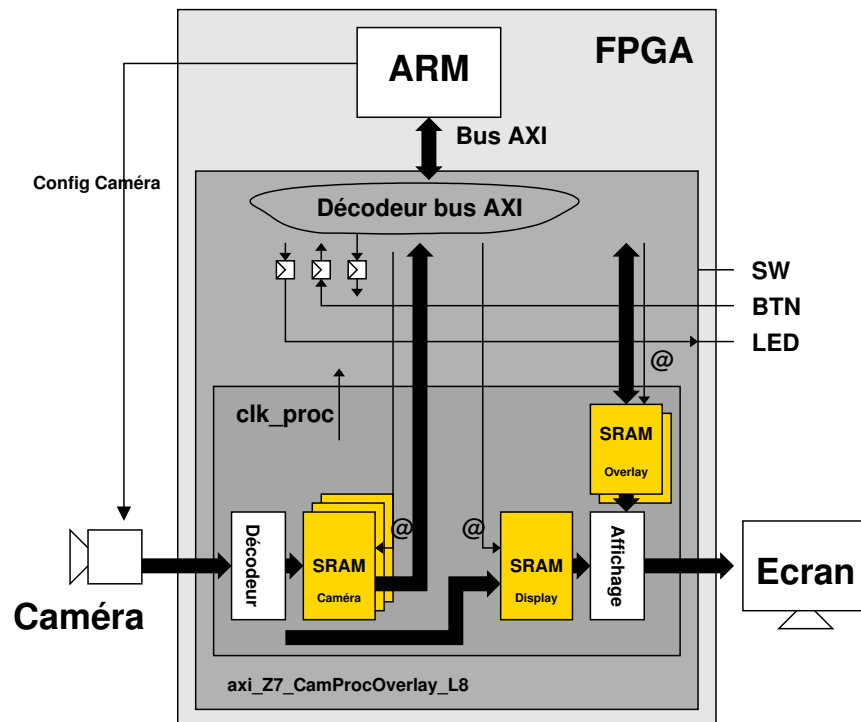 FPGA
ARM
Bus AXI
Config Caméra
Décodeur bus AXI
SW
BTN
LED
@
clk_proc
SRAM
Overlay
@
@
Décodeur
SRAM
Caméra
SRAM
Display
Affichage
Ecran
Caméra
axi_Z7_CamProcOverlay_L8